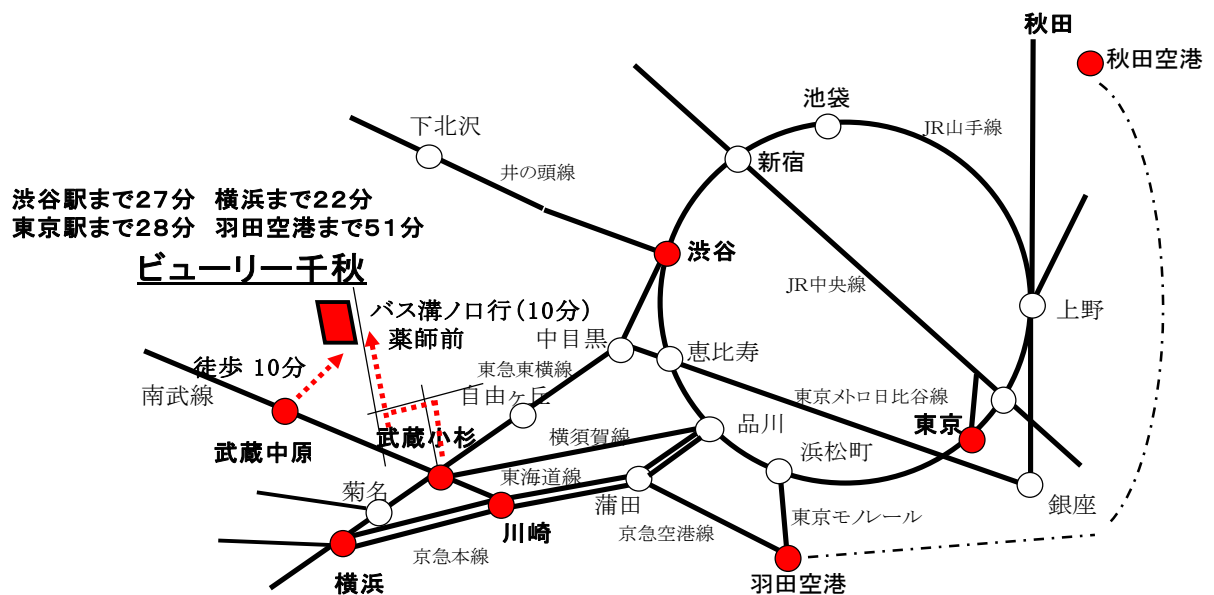 秋田
秋田空港
池袋
JR山手線
下北沢
新宿
井の頭線
渋谷駅まで27分　横浜まで22分
東京駅まで28分　羽田空港まで51分
渋谷
ビューリー千秋
JR中央線
バス溝ノ口行(10分)
薬師前
上野
中目黒
恵比寿
徒歩 10分
東急東横線
南武線
自由ヶ丘
東京メトロ日比谷線
東京
品川
武蔵中原
武蔵小杉
横須賀線
浜松町
東海道線
菊名
蒲田
銀座
川崎
京急空港線
東京モノレール
京急本線
横浜
羽田空港